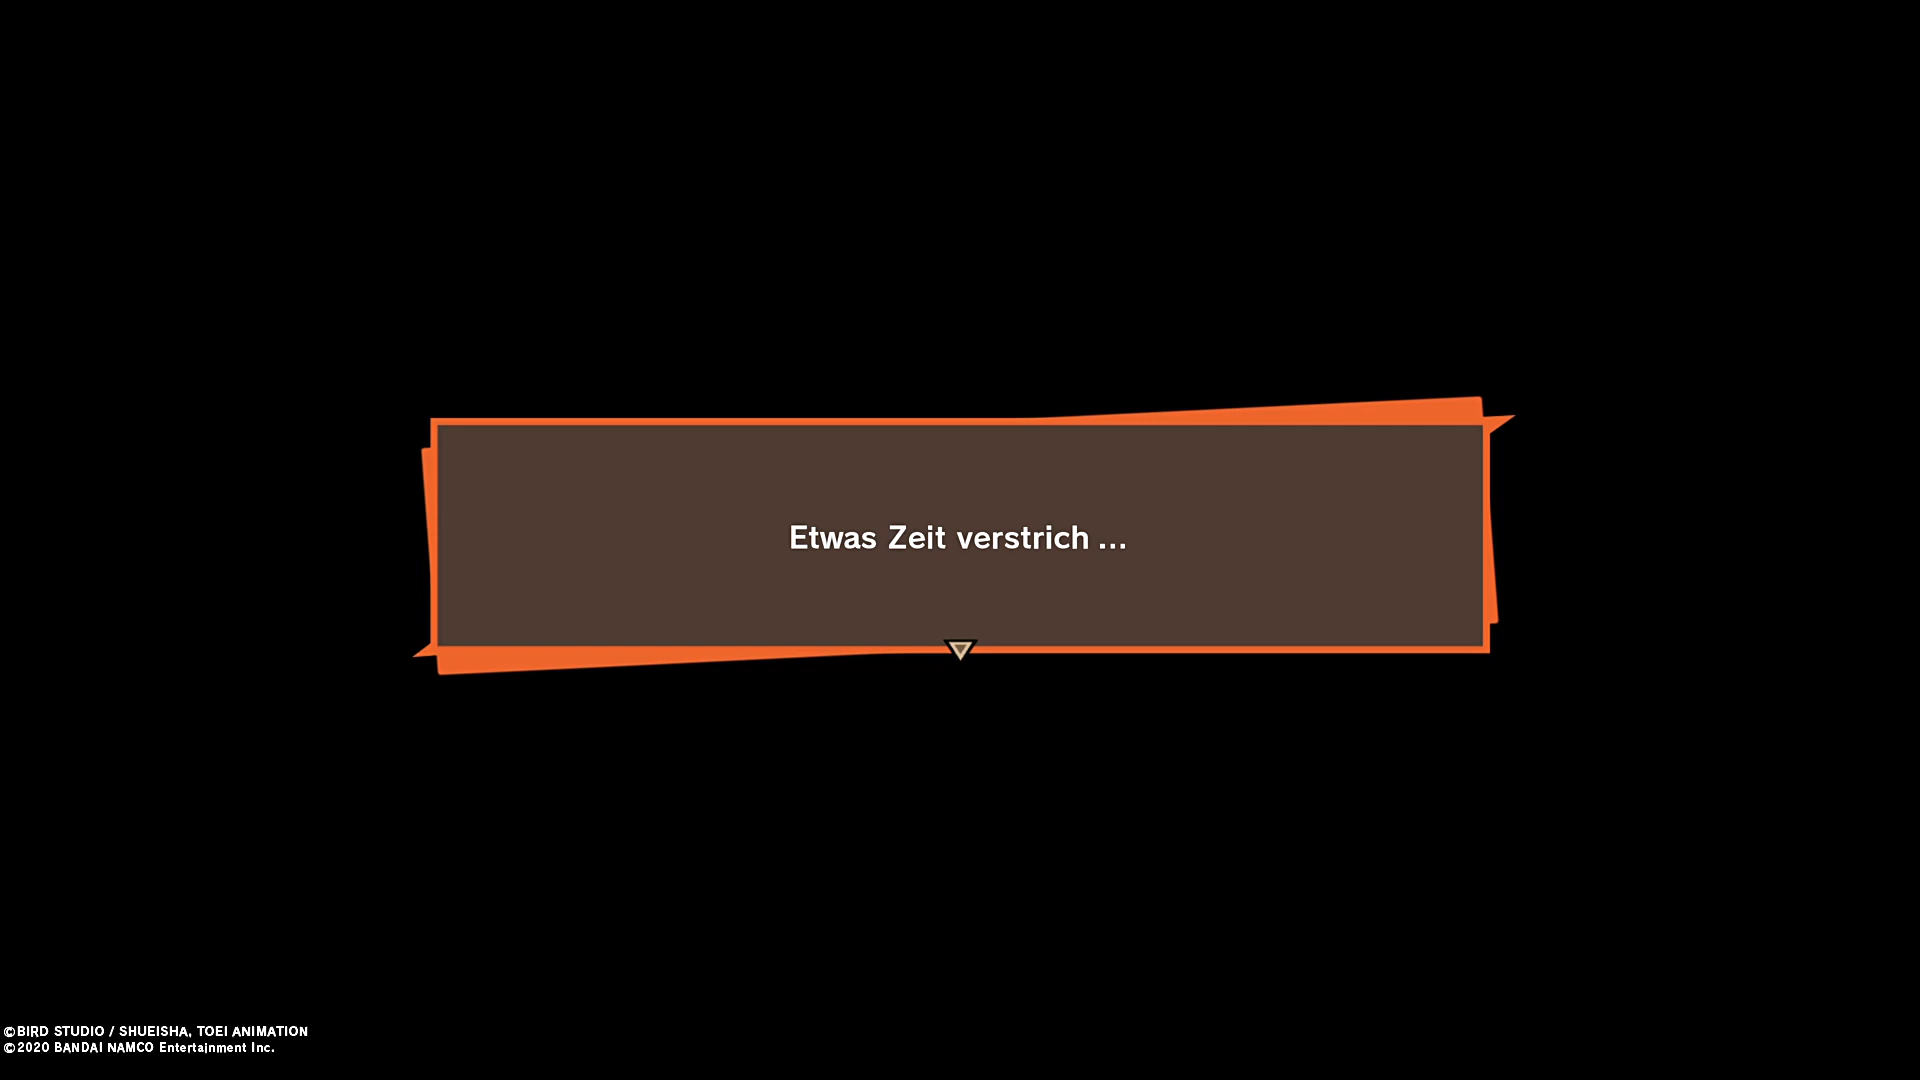 Etwas Zeit verstrich ...
©BIRD STUDIO / SHUEISHA, TOEI ANIMATION
©2020 BANDAI NAMCO Entertainment Inc.